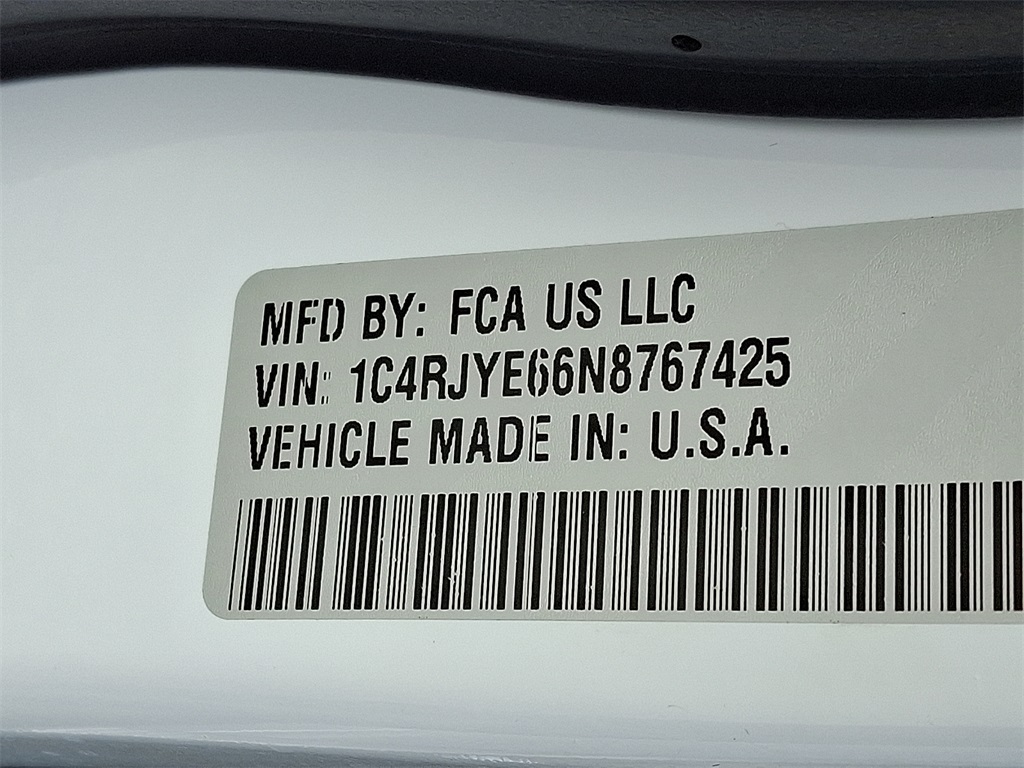 MFD BY: FCA US LLC
VIN: 1C4RJYE66N8767425
VEHICLE MADE IN: U.S.A.